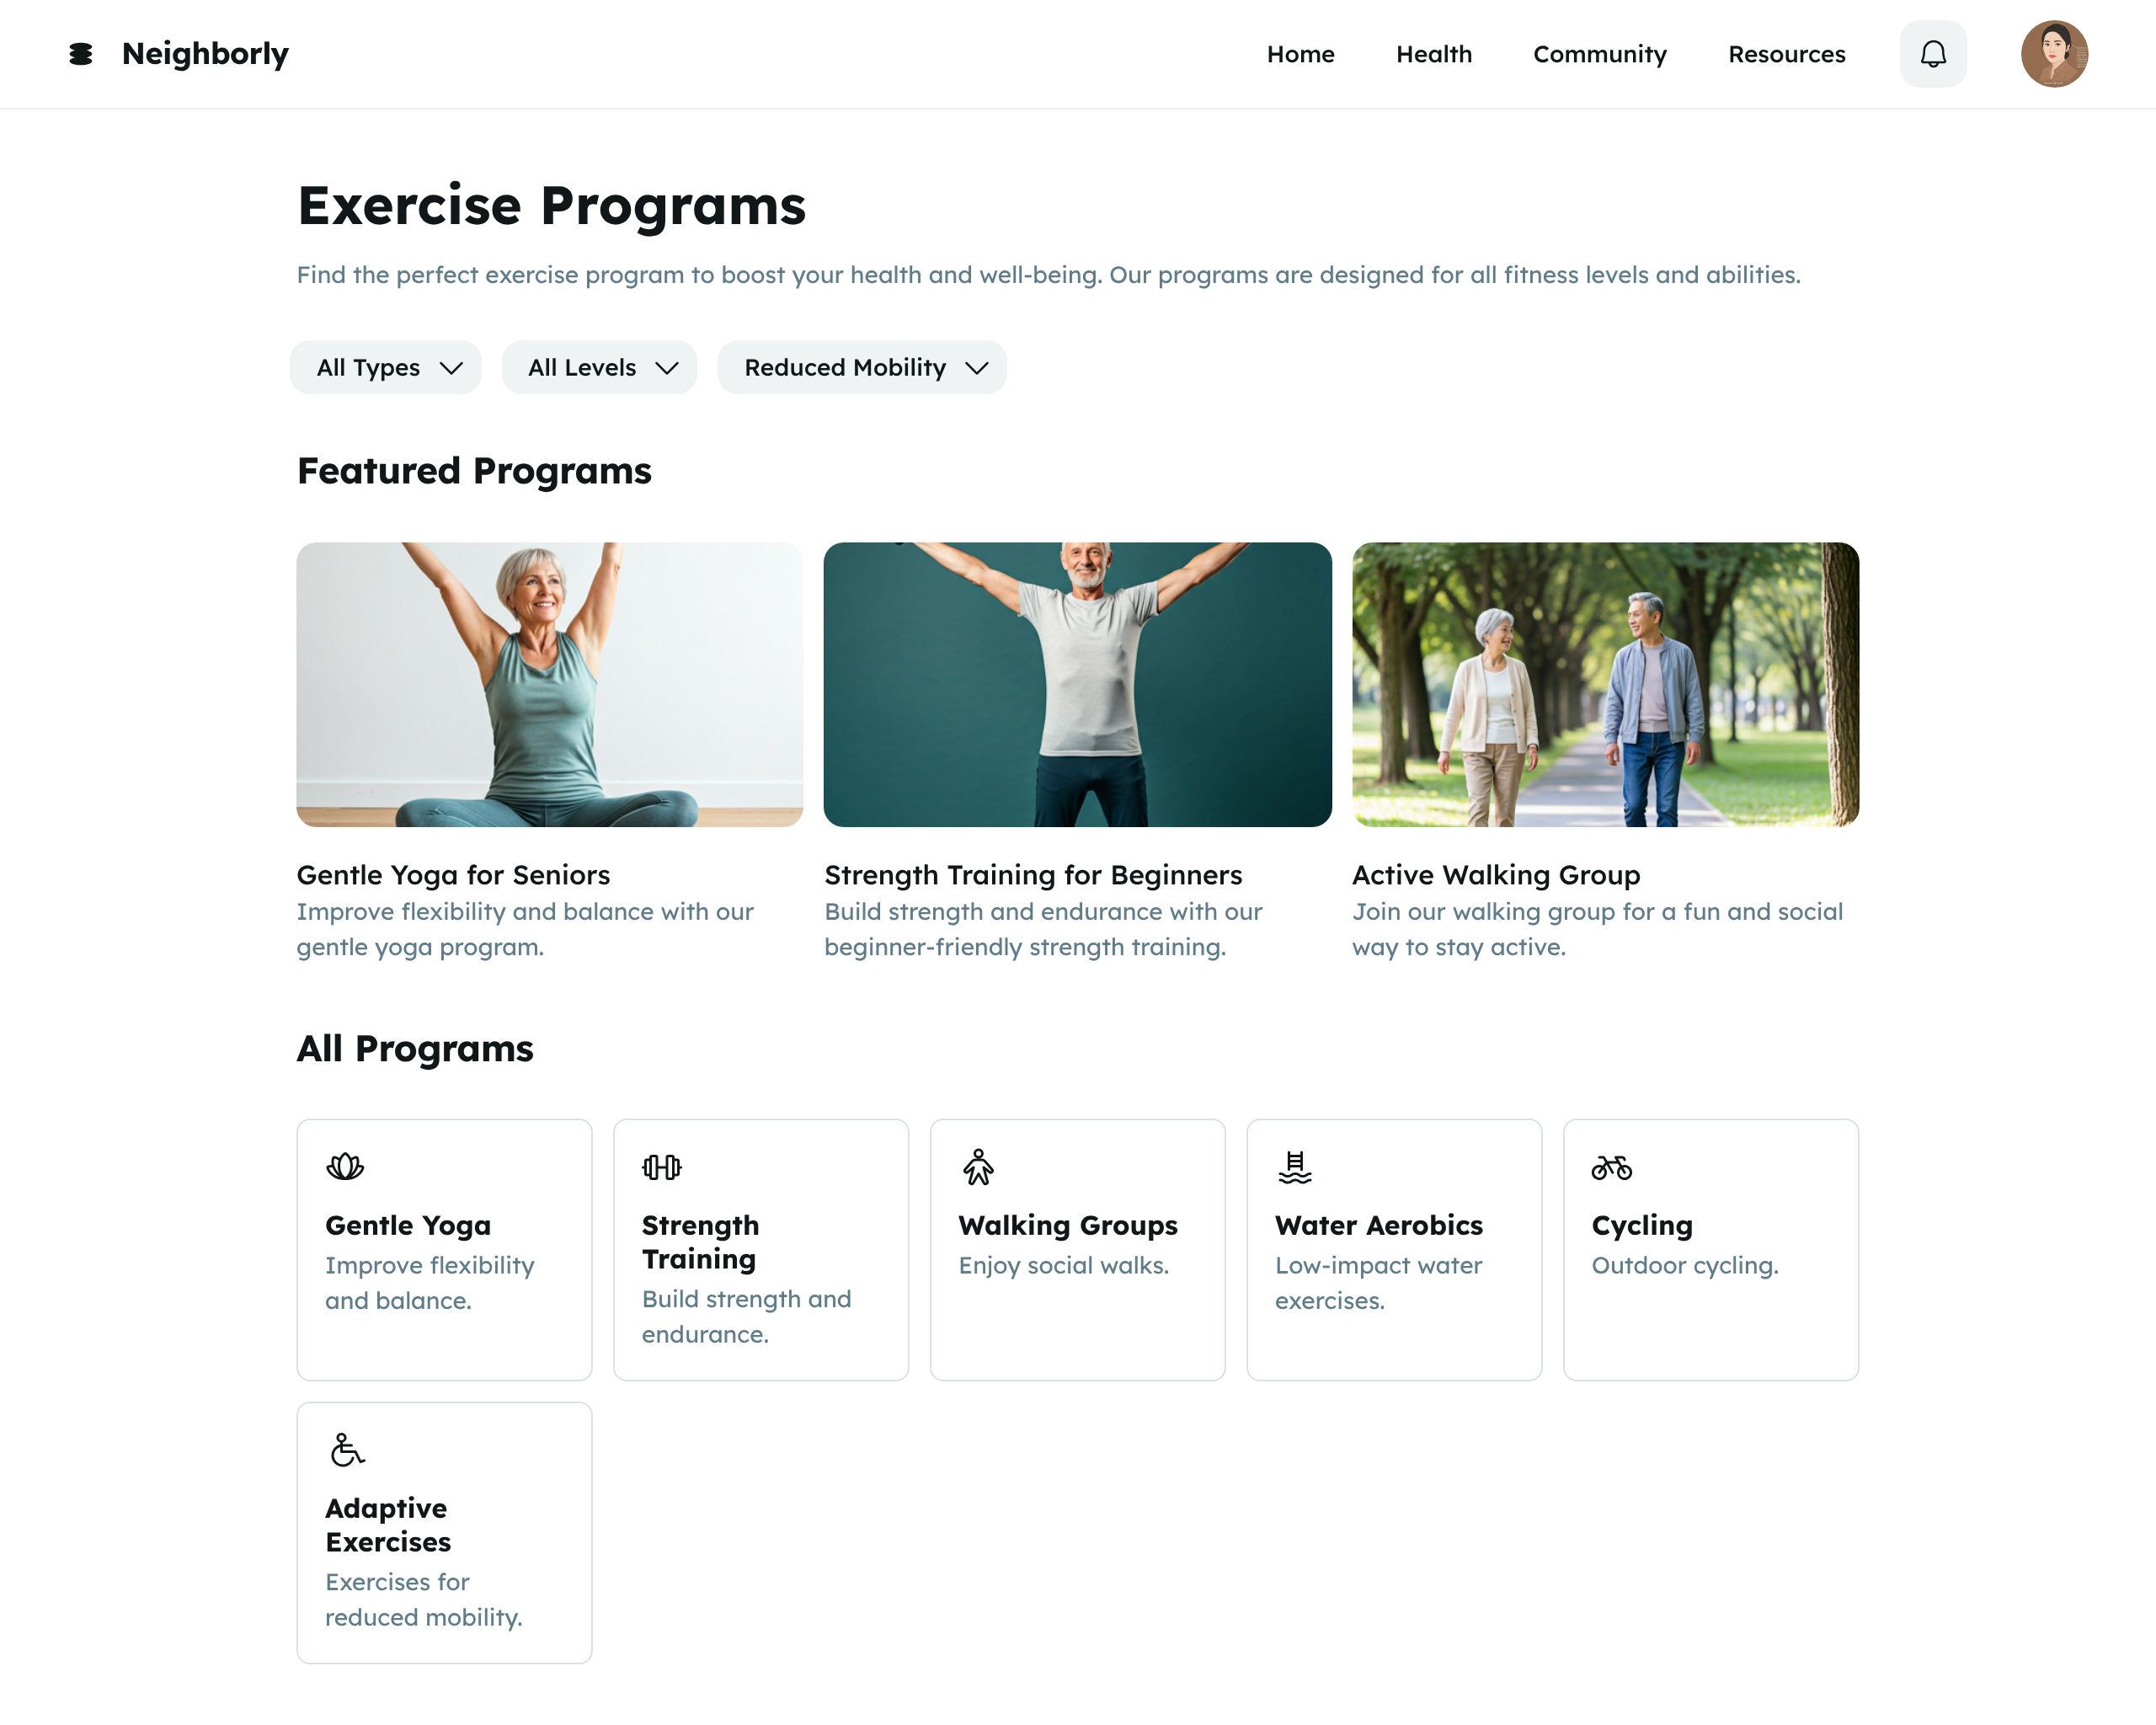 Neighborly
Home
Health
Community
Resources
Exercise Programs
Find the perfect exercise program to boost your health and well-being. Our programs are designed for all fitness levels and abilities.
All Types
All Levels
Reduced Mobility
Featured Programs
Gentle Yoga for Seniors
Improve flexibility and balance with our
gentle yoga program.
Strength Training for Beginners
Build strength and endurance with our
beginner-friendly strength training.
Active Walking Group
Join our walking group for a fun and social
way to stay active.
All Programs
Gentle Yoga
Improve flexibility
and balance.
Strength
Training
Build strength and
endurance.
Walking Groups
Enjoy social walks.
Water Aerobics
Low-impact water
exercises.
Cycling
Outdoor cycling.
Adaptive
Exercises
Exercises for
reduced mobility.